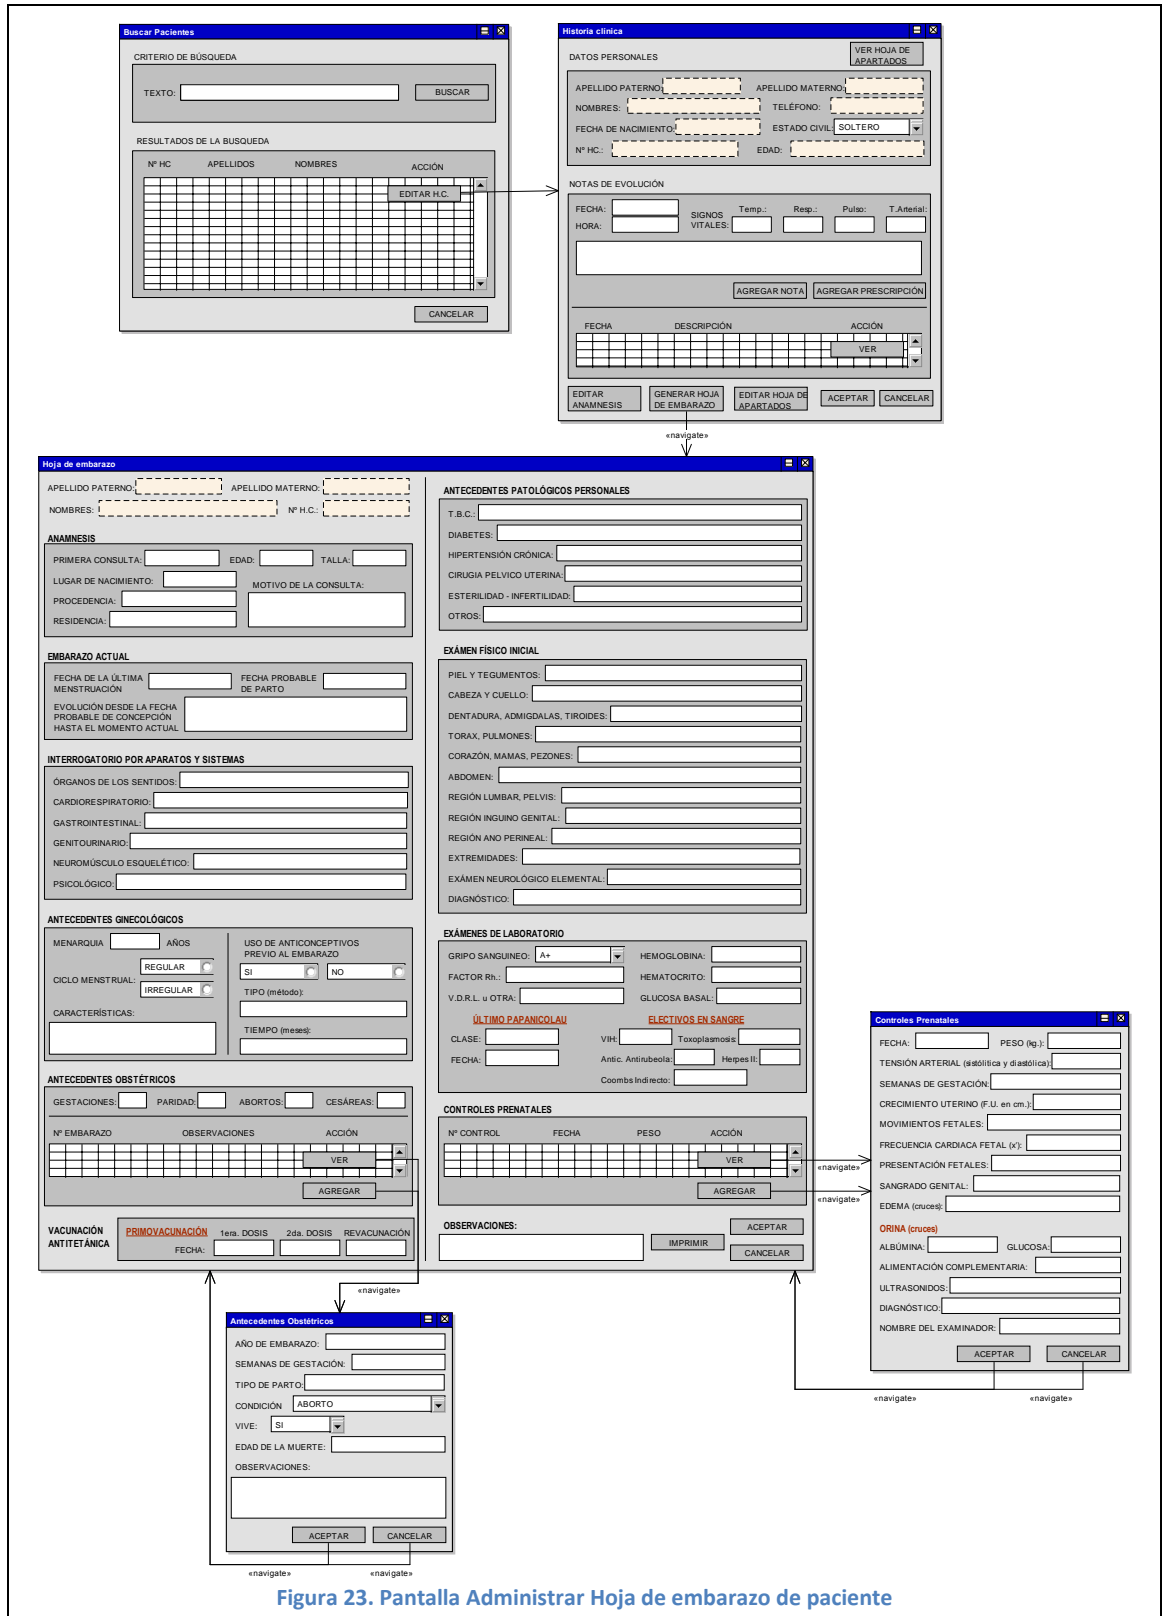 Buscar Pacientes
CRITERIO DE BÚSQUEDA
TEXTO:
BUSCAR
RESULTADOS DE LA BUSQUEDA
Nº HC APELLIDOS NOMBRES ACCIÓN
EDITAR H.C.
CANCELAR
Historia clínica
DATOS PERSONALES
VER HOJA DE
APARTADOS
APELLIDO PATERNO: APELLIDO MATERNO:
NOMBRES: TELÉFONO:
FECHA DE NACIMIENTO: ESTADO CIVIL: SOLTERO
Nº HC.: EDAD:
NOTAS DE EVOLUCIÓN
FECHA:
HORA:
SIGNOS
VITALES:
Temp.: Resp.: Pulso: T.Arterial:
AGREGAR NOTA AGREGAR PRESCRIPCIÓN
FECHA DESCRIPCIÓN ACCIÓN
VER
EDITAR
ANAMNESIS
GENERAR HOJA
DE EMBARAZO
EDITAR HOJA DE
APARTADOS
ACEPTAR CANCELAR
«navigate»
Hoja de embarazo
APELLIDO PATERNO: APELLIDO MATERNO:
NOMBRES: Nº H.C.:
ANAMNESIS
PRIMERA CONSULTA: EDAD: TALLA:
LUGAR DE NACIMIENTO: MOTIVO DE LA CONSULTA:
PROCEDENCIA:
RESIDENCIA:
EMBARAZO ACTUAL
FECHA DE LA ÚLTIMA
MENSTRUACIÓN
FECHA PROBABLE
DE PARTO
EVOLUCIÓN DESDE LA FECHA
PROBABLE DE CONCEPCIÓN
HASTA EL MOMENTO ACTUAL
INTERROGATORIO POR APARATOS Y SISTEMAS
ÓRGANOS DE LOS SENTIDOS:
CARDIORESPIRATORIO:
GASTROINTESTINAL:
GENITOURINARIO:
NEUROMÚSCULO ESQUELÉTICO:
PSICOLÓGICO:
ANTECEDENTES GINECOLÓGICOS
MENARQUIA AÑOS
CICLO MENSTRUAL:
REGULAR
IRREGULAR
CARACTERÍSTICAS:
USO DE ANTICONCEPTIVOS
PREVIO AL EMBARAZO
SI NO
TIPO (método):
TIEMPO (meses):
ANTECEDENTES OBSTÉTRICOS
GESTACIONES: PARIDAD: ABORTOS: CESÁREAS:
Nº EMBARAZO OBSERVACIONES ACCIÓN
VER
AGREGAR
VACUNACIÓN
ANTITETÁNICA
PRIMOVACUNACIÓN 1era. DOSIS 2da. DOSIS REVACUNACIÓN
FECHA:
ANTECEDENTES PATOLÓGICOS PERSONALES
T.B.C.:
DIABETES:
HIPERTENSIÓN CRÓNICA:
CIRUGIA PELVICO UTERINA:
ESTERILIDAD - INFERTILIDAD:
OTROS:
EXÁMEN FÍSICO INICIAL
PIEL Y TEGUMENTOS:
CABEZA Y CUELLO:
DENTADURA, ADMIGDALAS, TIROIDES:
TORAX, PULMONES:
CORAZÓN, MAMAS, PEZONES:
ABDOMEN:
REGIÓN LUMBAR, PELVIS:
REGIÓN INGUINO GENITAL:
REGIÓN ANO PERINEAL:
EXTREMIDADES:
EXÁMEN NEUROLÓGICO ELEMENTAL:
DIAGNÓSTICO:
EXÁMENES DE LABORATORIO
GRIPO SANGUINEO: A+ HEMOGLOBINA:
FACTOR Rh.: HEMATOCRITO:
V.D.R.L. u OTRA: GLUCOSA BASAL:
ÚLTIMO PAPANICOLAU ELECTIVOS EN SANGRE
CLASE: VIH: Toxoplasmosis:
FECHA: Antic. Antirubeola: Herpes II:
Coombs Indirecto:
CONTROLES PRENATALES
Nº CONTROL FECHA PESO ACCIÓN
VER
AGREGAR
OBSERVACIONES:
IMPRIMIR
ACEPTAR
CANCELAR
«navigate»
«navigate»
Controles Prenatales
FECHA: PESO (kg.):
TENSIÓN ARTERIAL (sistólitica y diastólica):
SEMANAS DE GESTACIÓN:
CRECIMIENTO UTERINO (F.U. en cm.):
MOVIMIENTOS FETALES:
FRECUENCIA CARDIACA FETAL (x'):
PRESENTACIÓN FETALES:
SANGRADO GENITAL:
EDEMA (cruces):
ORINA (cruces)
ALBÚMINA: GLUCOSA:
ALIMENTACIÓN COMPLEMENTARIA:
ULTRASONIDOS:
DIAGNÓSTICO:
NOMBRE DEL EXAMINADOR:
ACEPTAR CANCELAR
«navigate» «navigate»
«navigate»
Antecedentes Obstétricos
AÑO DE EMBARAZO:
SEMANAS DE GESTACIÓN:
TIPO DE PARTO:
CONDICIÓN ABORTO
VIVE: SI
EDAD DE LA MUERTE:
OBSERVACIONES:
ACEPTAR CANCELAR
«navigate» «navigate»
Figura 23. Pantalla Administrar Hoja de embarazo de paciente